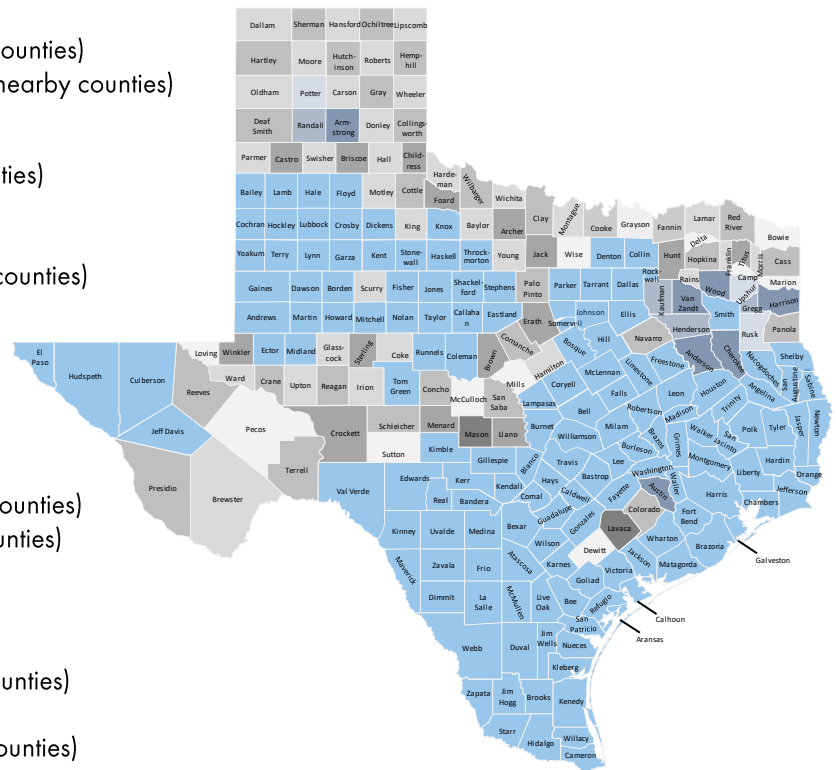 ounties)
nearby counties)
ties)
counties)
ounties)
unties)
unties)
ounties)
Dallam Sherman Hansford Ochiltree Lipscomb
Hartley Moore Hutch-
inson Roberts Hemp-
hill
Oldham Potter Carson Gray Wheeler
Deaf
Smith Randall Arm-
strong Donley Collings-
worth
Parmer Castro Swisher Briscoe Hall Child-
ress
Bailey Lamb Hale Floyd Motley Cottle Foard Harde-
man Wilbarger Wichita
Cochran Hockley Lubbock Crosby Dickens King Knox Baylor Archer Clay Montague Cooke Grayson Fannin Lamar Red
River Bowie
Delta Franklin Titus Morris Cass
Yoakum Terry Lynn Garza Kent Stone-
wall Haskell Throck-
morton Young Jack Wise Denton Collin Hunt Hopkina
Rock-
wall Rains Camp Marion
Gaines Dawson Borden Scurry Fisher Jones Shackel-
ford Stephens Palo
Pinto Parker Tarrant Dallas Kaufman Van
Zandt Wood Upshur Gregg Harrison
Andrews Martin Howard Mitchell Nolan Taylor Callaha
n Eastland Erath Somervell Johnson Ellis Henderson Smith Rusk Panola
El
Paso Hudspeth Culberson Loving Winkler Ector Midland Glass-
cock Sterling Coke Runnels Coleman Brown Comanche Hamilton Bosque Hill Navarro Anderson Cherokee Nacogdoches Shelby
Reeves Ward Crane Upton Reagan Irion Tom
Green Concho McCulloch Mills San
Saba Coryell McLennan Limestone Freestone Houston Angelina San
Augustine Sabine
Lampasas Falls Leon Trinity
Jeff Davis Pecos Crockett Schleicher Menard Mason Llano Burnet Bell Robertson Madison Walker San
Jacinto Polk Tyler Jasper Newton
Sutton Kimble Williamson Milam Brazos Grimes
Presidio Brewster Terrell Val Verde Edwards Gillespie Blanco Travis Lee Burleson Washington Montgomery Liberty Hardin Orange
Kerr Kendall Hays Bastrop Fayette Austin Waller Harris Chambers Jefferson
Real Bandera Comal Caldwell Colorado Fort
Bend
Kinney Uvalde Medina Bexar Guadalupe Gonzales Lavaca Wharton Brazoria
Galveston
Maverick Zavala Frio Atascosa Wilson Karnes Dewitt Jackson Matagorda
Victoria
Dimmit La
Salle McMullen Live
Oak Bee Goliad Refugio
Calhoun
San
Patricio
Aransas
Webb Duval Jim
Wells Nueces
Kleberg
Zapata Jim
Hogg Brooks Kenedy
Starr Hidalgo Willacy
Cameron